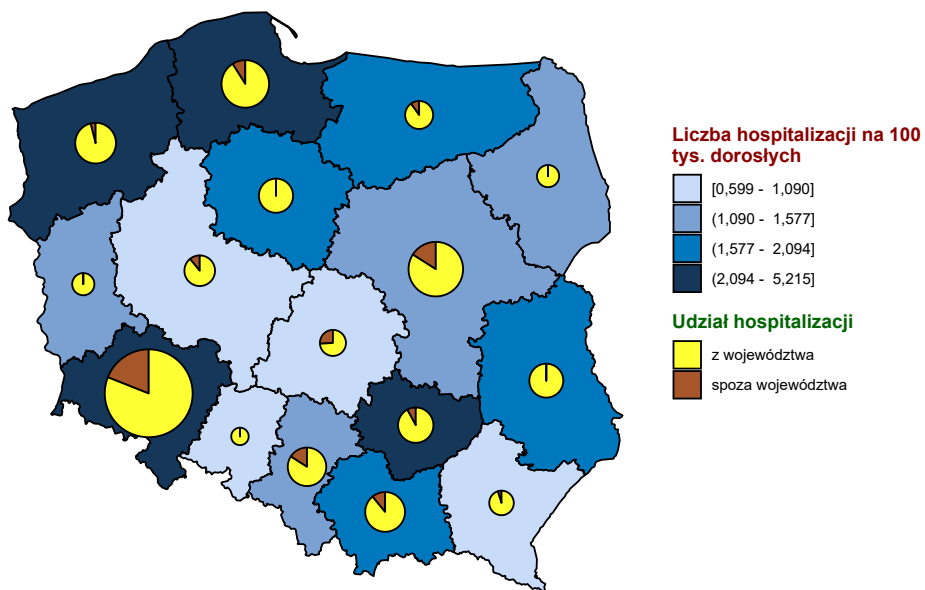 Liczba hospitalizacji na 100
tys. dorosłych
[0,599 - 1,090]
(1,090 - 1,577]
(1,577 - 2,094]
(2,094 - 5,215]
Udział hospitalizacji
z województwa
spoza województwa